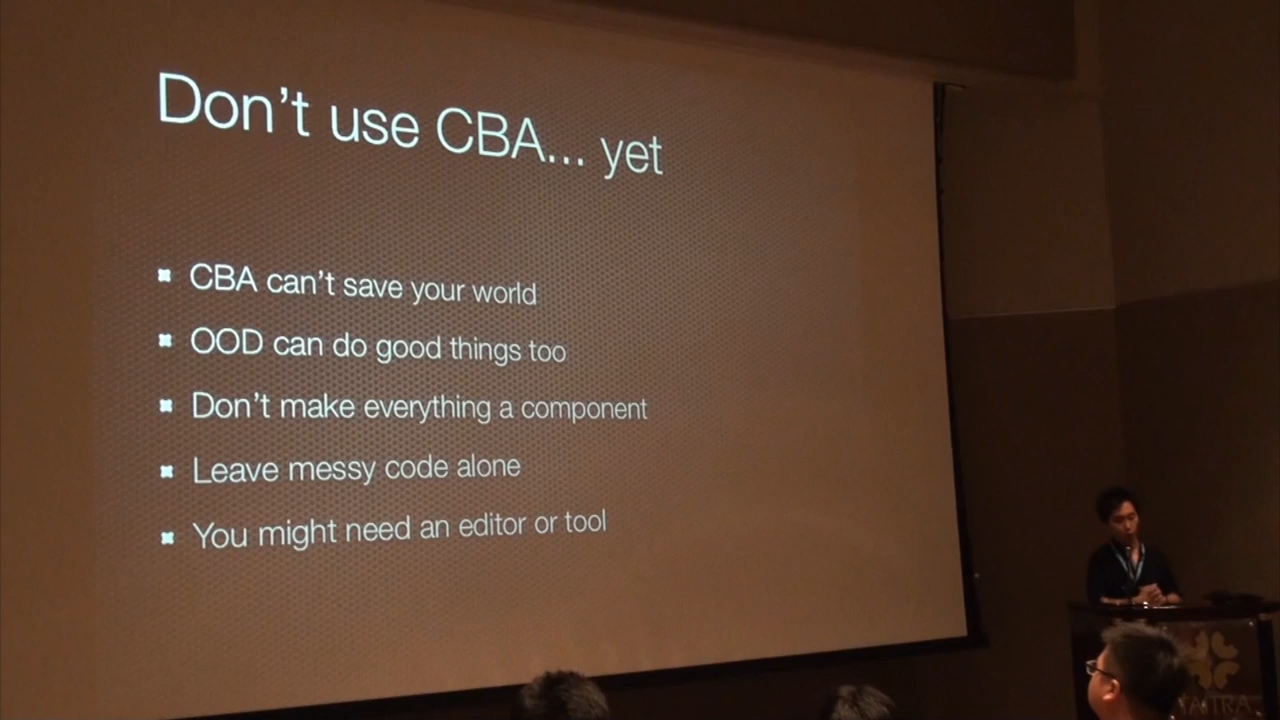 Don't use CBA... yet
CBA can't save your world
OOD can do good things too
Don't make everything a component
Leave messy code alone
You might need an editor or tool
TAITRA